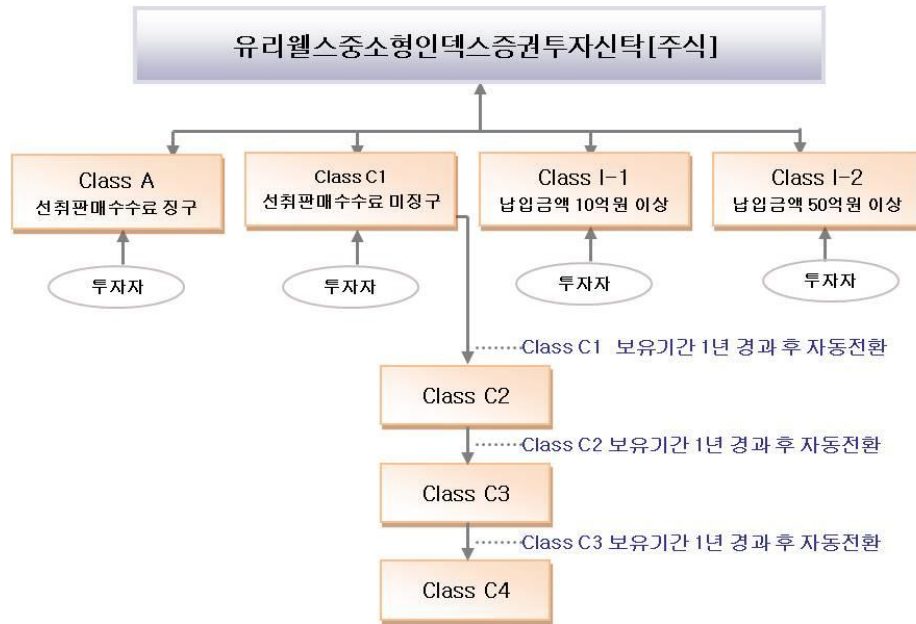 유리웰스중소형인덱스증권투자신탁[주식]
Class A
선취판매수수료 징구
Class C1
선취판매수수료 미징구
Class I-1
납입금액 10억원 이상
Class I-2
납입금액 50억원 이상
투자자
투자자
투자자
투자자
Class C1 보유기간 1년 경과 후 자동전환
Class C2
Class C2 보유기간 1년 경과 후 자동전환
Class C3
Class C3 보유기간 1년 경과 후 자동전환
Class C4